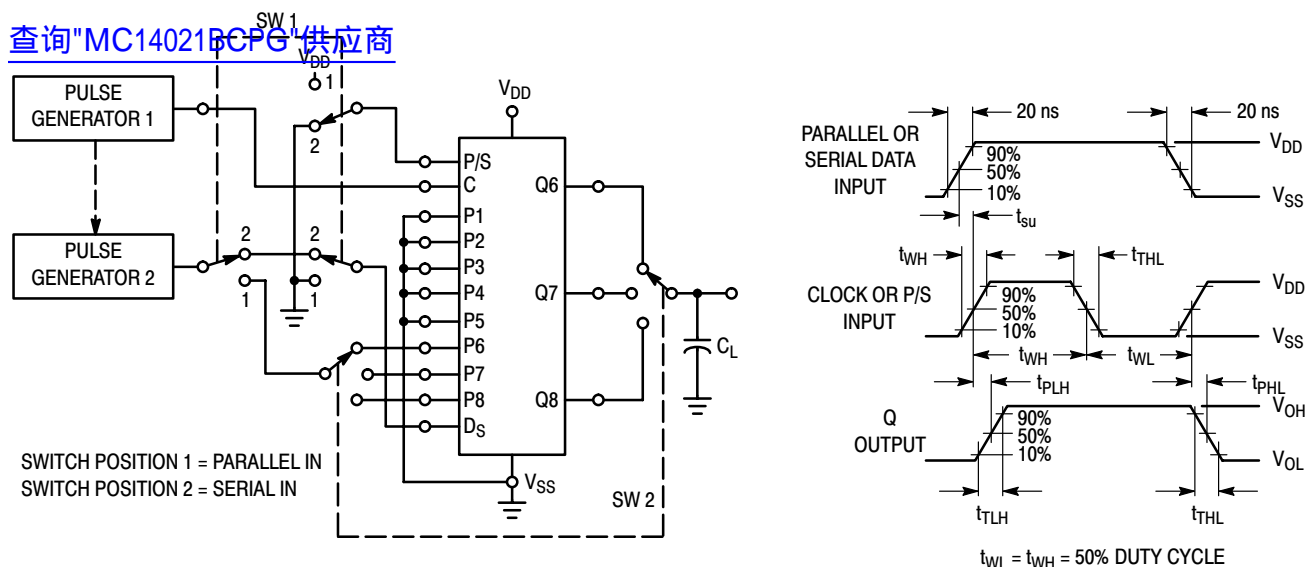 SW 1
查询"MC14021BCPG"供应商
VDD
1
PULSE
GENERATOR 1
2
VDD
P/S
C
P1
P2
P3
P4
P5
P6
P7
P8
DS
Q6
Q7
Q8
PULSE
GENERATOR 2
2
2
1
1
CL
VSS
SW 2
SWITCH POSITION 1 = PARALLEL IN
SWITCH POSITION 2 = SERIAL IN
20 ns
20 ns
PARALLEL OR
SERIAL DATA
INPUT
90%
50%
10%
VDD
VSS
tsu
tWH
tTHL
CLOCK OR P/S
INPUT
90%
50%
10%
VDD
VSS
tWH
tWL
tPLH
tPHL
Q
OUTPUT
90%
50%
10%
VOH
VOL
tTLH
tTHL
tWL = tWH = 50% DUTY CYCLE